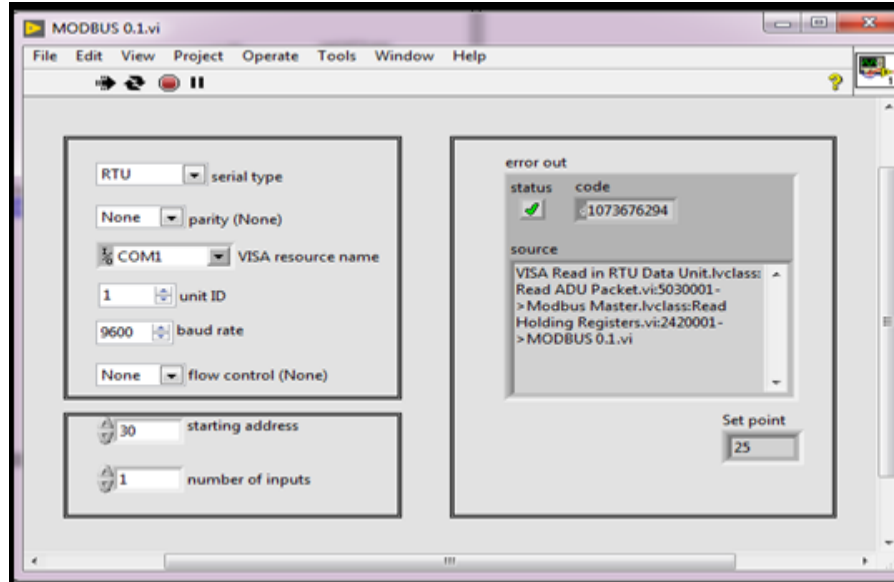 MODBUS 0.1.vi
File Edit View Project Operate Tools Window Help
1
RTU serial type
None parity (None)
COM1 VISA resource name
1 unit ID
9600 baud rate
None flow control (None)
30 starting address
1 number of inputs
error out
status code
1073676294
source
VISA Read in RTU Data Unit.lvclass:
Read ADU Packet.vi:5030001-
>Modbus Master.lvclass:Read
Holding Registers.vi:2420001-
>MODBUS 0.1.vi
Set point
25